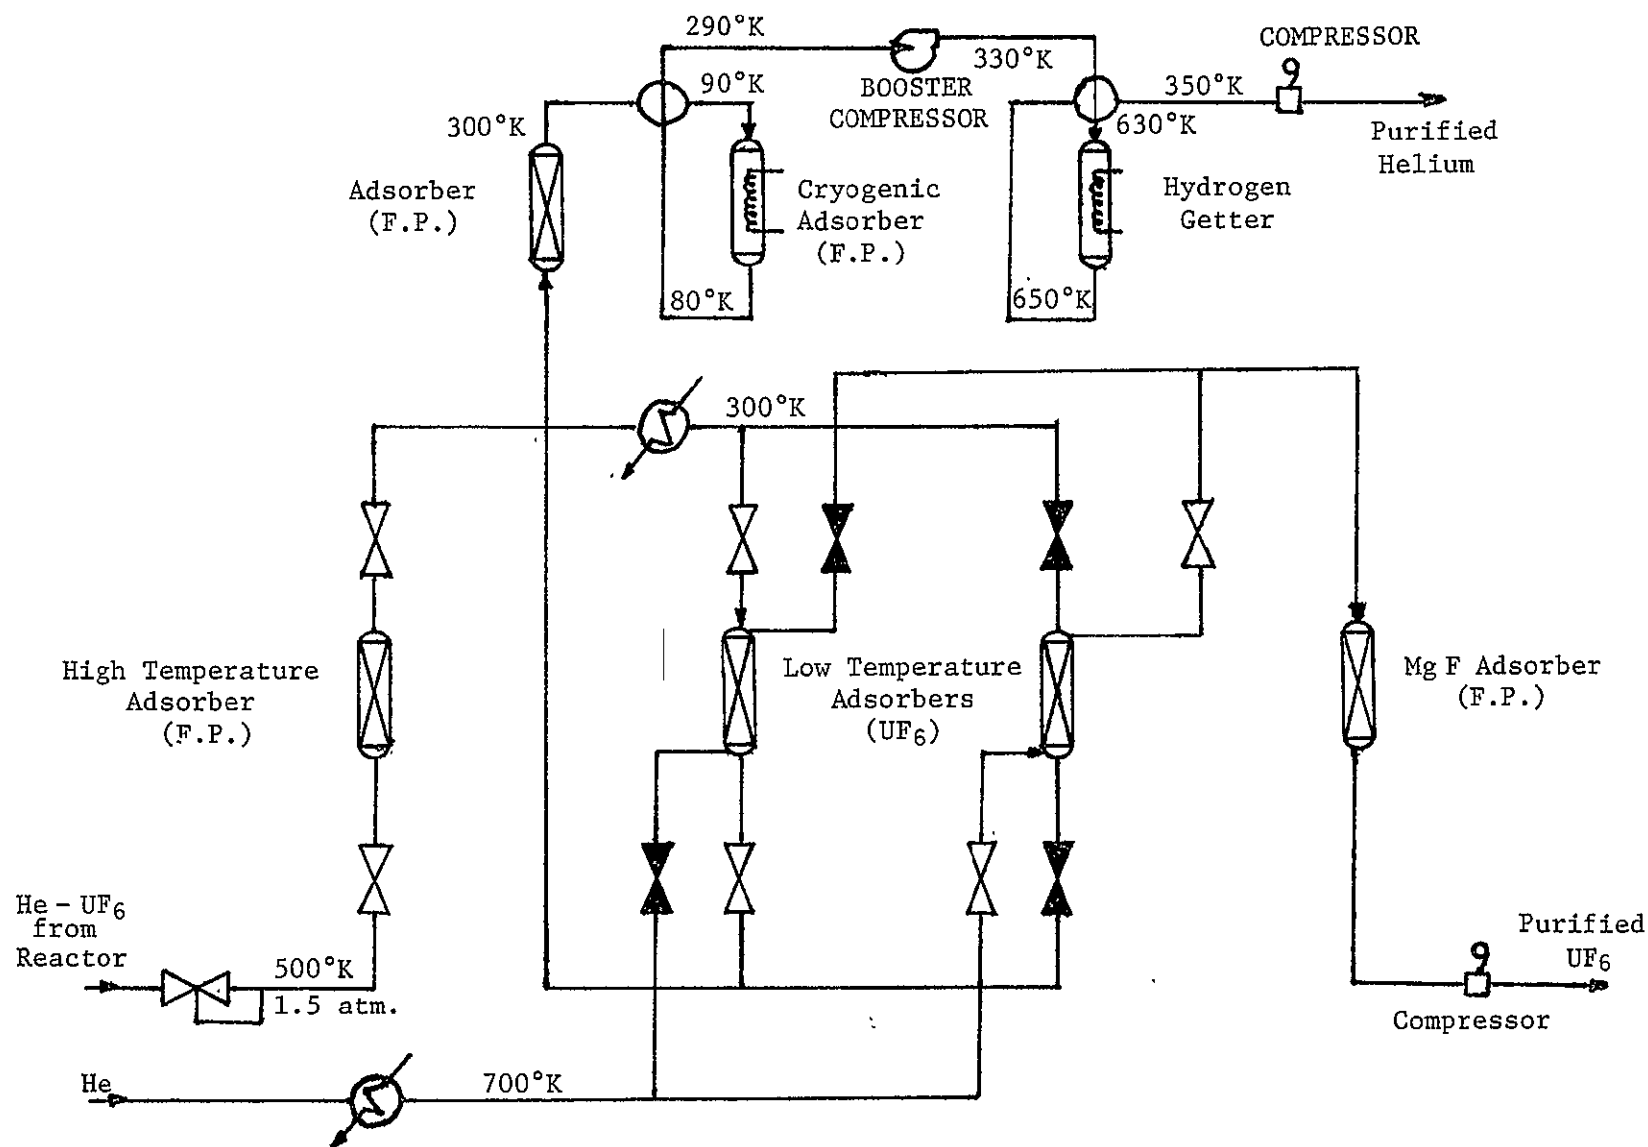 290°K
COMPRESSOR
330°K
90°K
BOOSTER
COMPRESSOR
350°K
300°K
630°K
Purified
Helium
Adsorber
(F.P.)
Cryogenic
Adsorber
(F.P.)
Hydrogen
Getter
80°K
650°K
300°K
High Temperature
Adsorber
(F.P.)
Low Temperature
Adsorbers
(UF₆)
Mg F Adsorber
(F.P.)
He - UF₆
from
Reactor
500°K
1.5 atm.
Purified
UF₆
Compressor
He
700°K